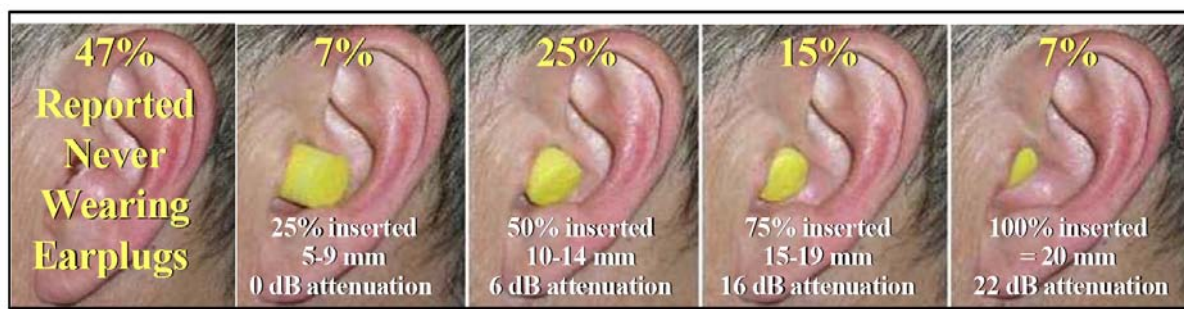 47%
Reported
Never
Wearing
Earplugs
7%
25% inserted
5-9 mm
0 dB attenuation
25%
50% inserted
10-14 mm
6 dB attenuation
15%
75% inserted
15-19 mm
16 dB attenuation
7%
100% inserted
= 20 mm
22 dB attenuation